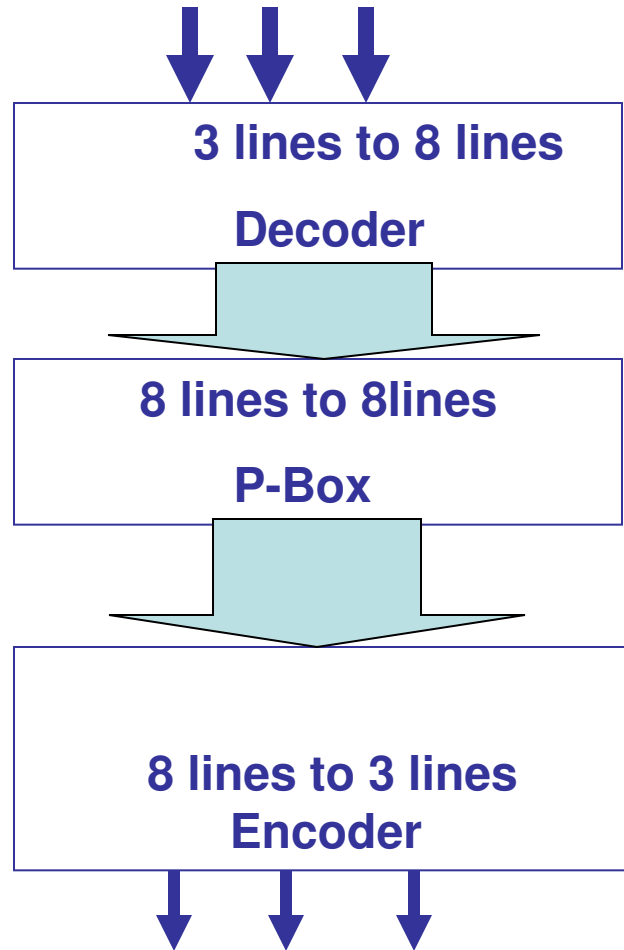 3 lines to 8 lines
Decoder
8 lines to 8lines
P-Box
8 lines to 3 lines
Encoder